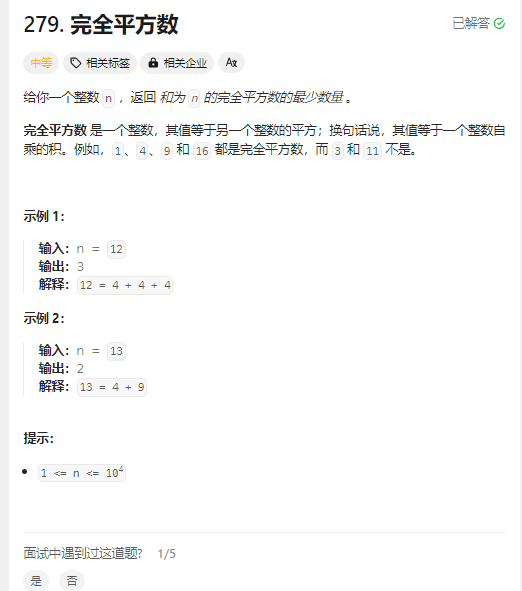 279. 完全平方数
已解答
中等 相关标签 相关企业 Aあ
给你一个整数 n ，返回 和为 n 的完全平方数的最少数量 。
完全平方数 是一个整数，其值等于另一个整数的平方；换句话说，其值等于一个整数自
乘的积。例如，1、4、9 和 16 都是完全平方数，而 3 和 11 不是。
示例 1：
输入：n = 12
输出：3
解释：12 = 4 + 4 + 4
示例 2：
输入：n = 13
输出：2
解释：13 = 4 + 9
提示：
1 <= n <= 10⁴
面试中遇到过这道题? 1/5
是 否